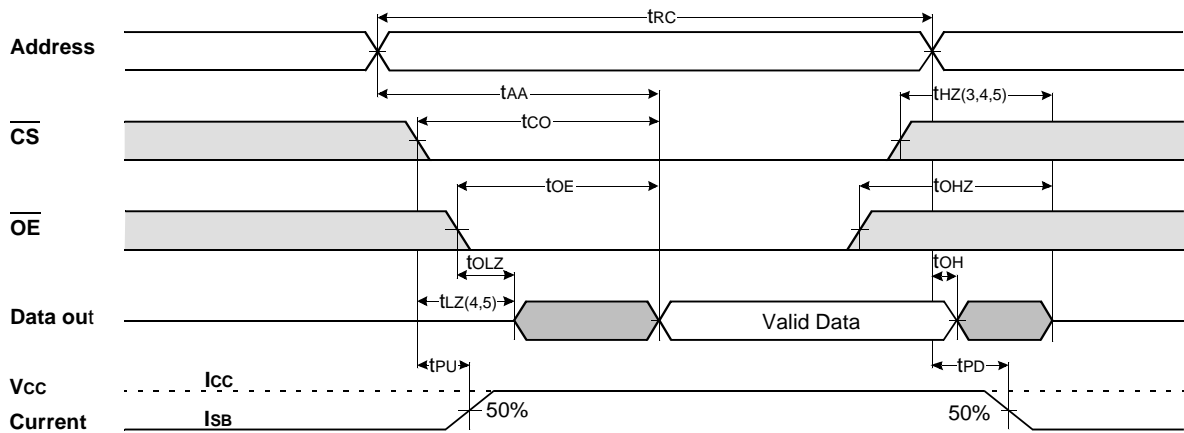 tRC
Address
tAA
tHZ(3,4,5)
CS
tCO
tOE
tOHZ
OE
tOLZ
tOH
tLZ(4,5)
Data out
Valid Data
tPU
tPD
VCC
ICC
50%
50%
Current
ISB